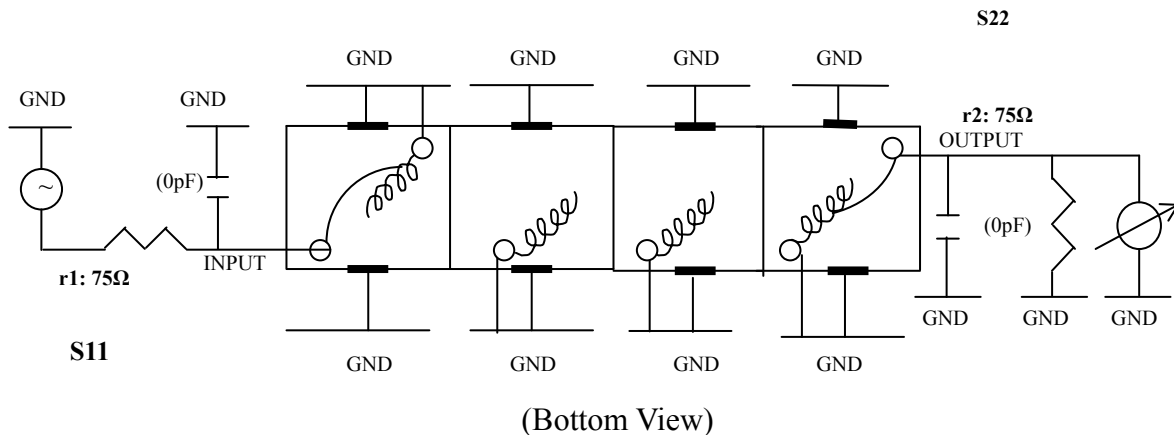 S22
GND GND GND GND
GND GND
r2: 75Ω
OUTPUT
(0pF)
(0pF)
INPUT
r1: 75Ω
GND GND GND
S11
GND GND GND GND
(Bottom View)